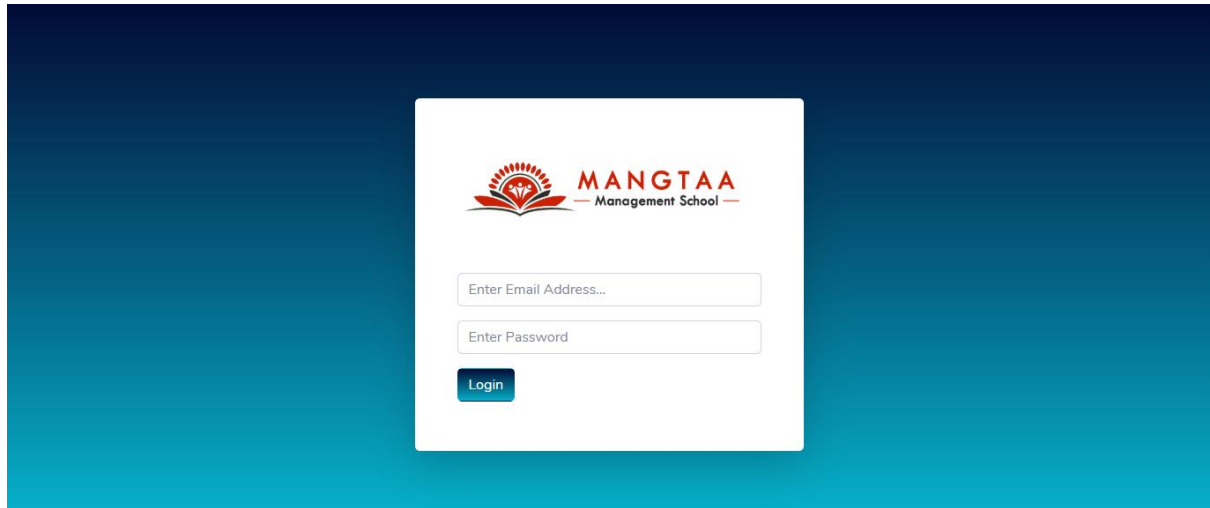 MANGTAA
Management School
Enter Email Address...
Enter Password
Login